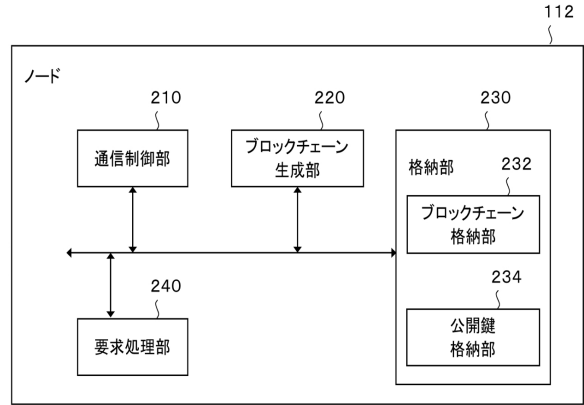 112
ノード
210
220
230
通信制御部
ブロックチェーン
生成部
格納部
232
ブロックチェーン
格納部
234
240
公開鍵
格納部
要求処理部